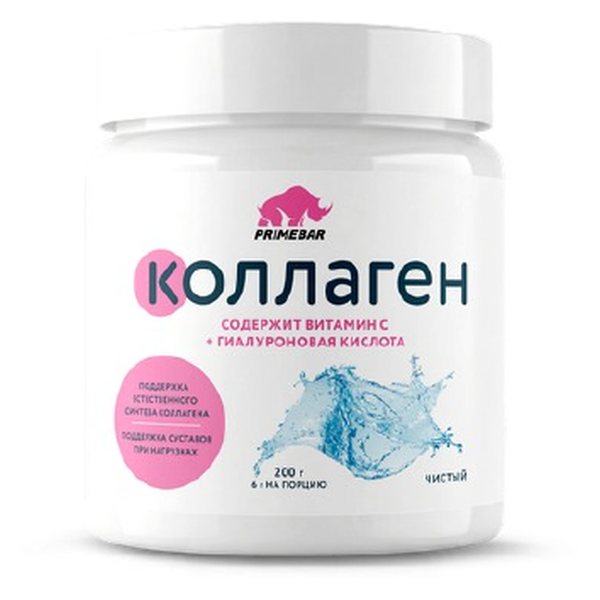 PRIMEBAR
Коллаген
СОДЕРЖИТ ВИТАМИН С
+ ГИАЛУРОНОВАЯ КИСЛОТА
ПОДДЕРЖКА
ЕСТЕСТВЕННОГО
СИНТЕЗА КОЛЛАГЕНА
ПОДДЕРЖКА СУСТАВОВ
ПРИ НАГРУЗКАХ
200 г
6 г НА ПОРЦИЮ
ЧИСТЫЙ